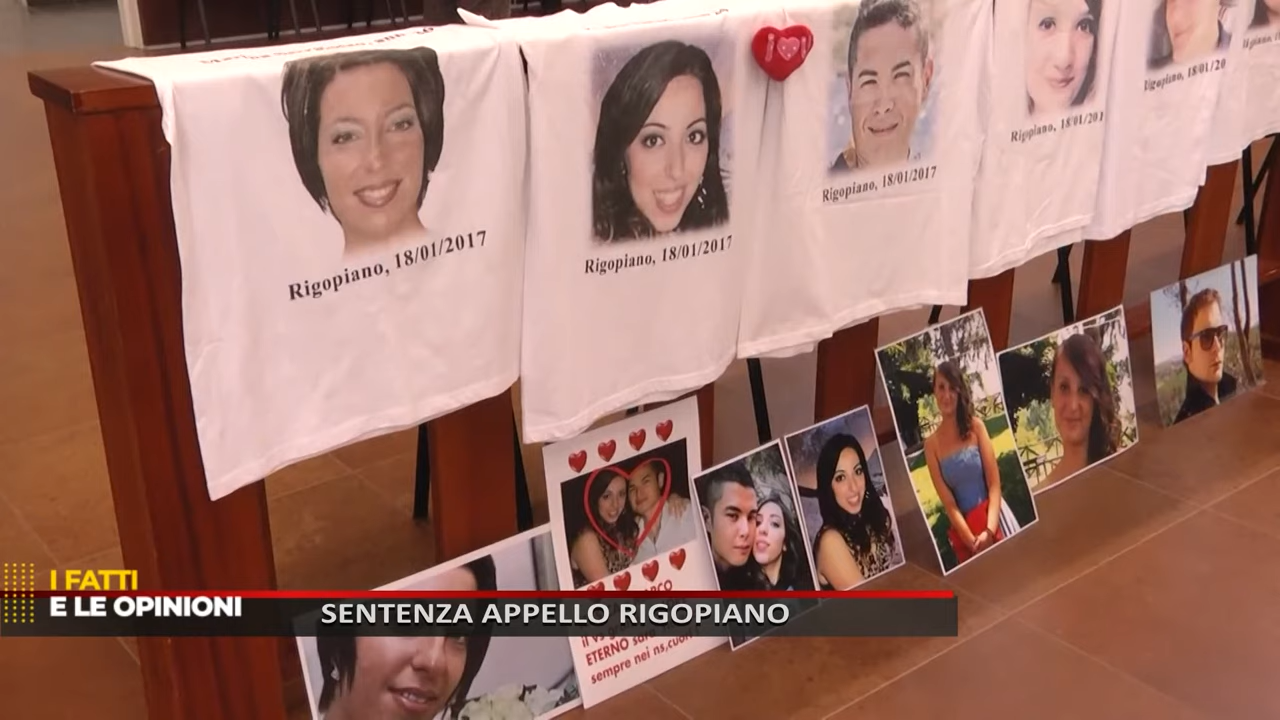 Rigopiano, 18/01/2017
Rigopiano, 18/01/2017
Rigopiano, 18/01/2017
Rigopiano, 18/01/201
Rigopiano, 18/01/20
I FATTI
E LE OPINIONI
SENTENZA APPELLO RIGOPIANO
ETERNO
sempre nei ns,cuori